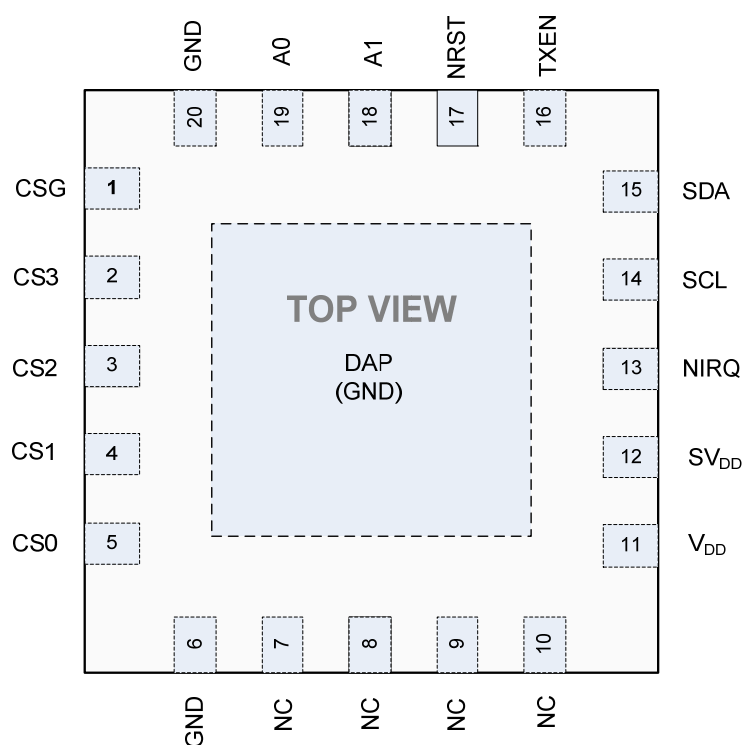 GND
A0
A1
NRST
TXEN
20
19
18
17
16
CSG
1
15
SDA
CS3
2
14
SCL
TOP VIEW
DAP
(GND)
CS2
3
13
NIRQ
CS1
4
12
SVDD
CS0
5
11
VDD
6
7
8
9
10
GND
NC
NC
NC
NC